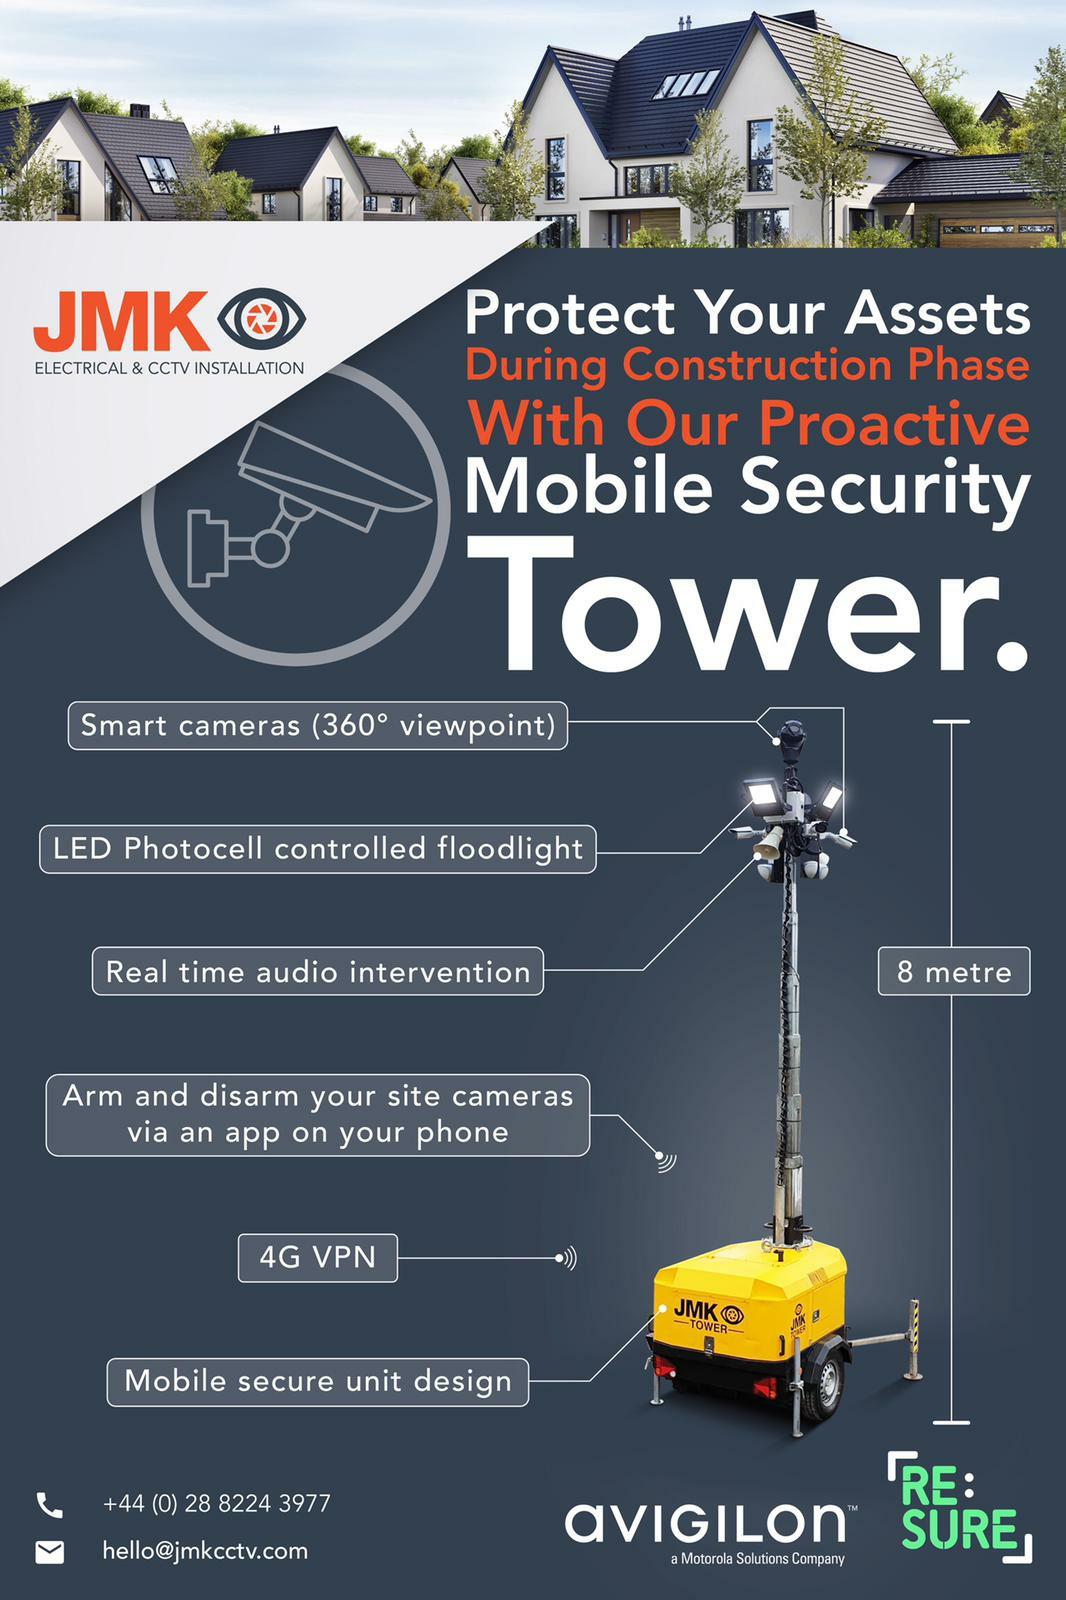 JMK
ELECTRICAL & CCTV INSTALLATION
Protect Your Assets
During Construction Phase
With Our Proactive
Mobile Security
Tower.
Smart cameras (360° viewpoint)
LED Photocell controlled floodlight
Real time audio intervention
8 metre
Arm and disarm your site cameras
via an app on your phone
4G VPN
JMK
TOWER
JMK
TOWER
Mobile secure unit design
+44 (0) 28 8224 3977
hello@jmkcctv.com
avigilon™
a Motorola Solutions Company
RE:
SURE